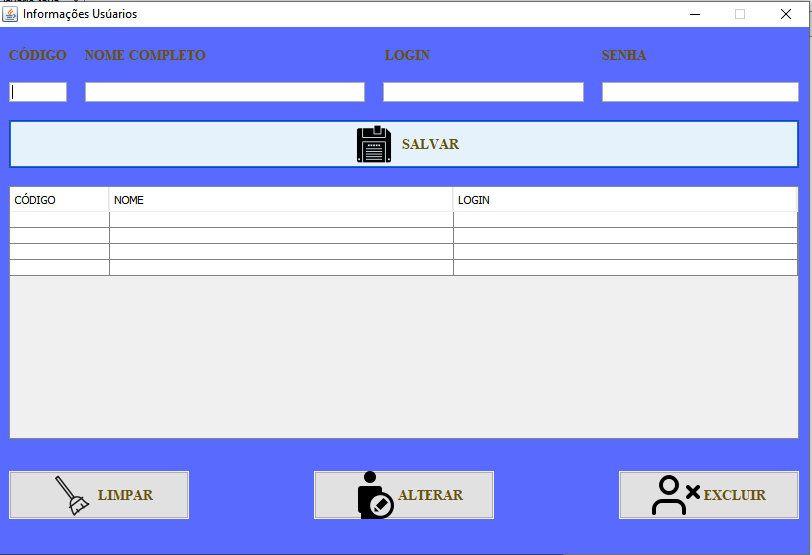 Informações Usúarios
CÓDIGO NOME COMPLETO LOGIN SENHA
SALVAR
CÓDIGO NOME LOGIN
LIMPAR ALTERAR EXCLUIR